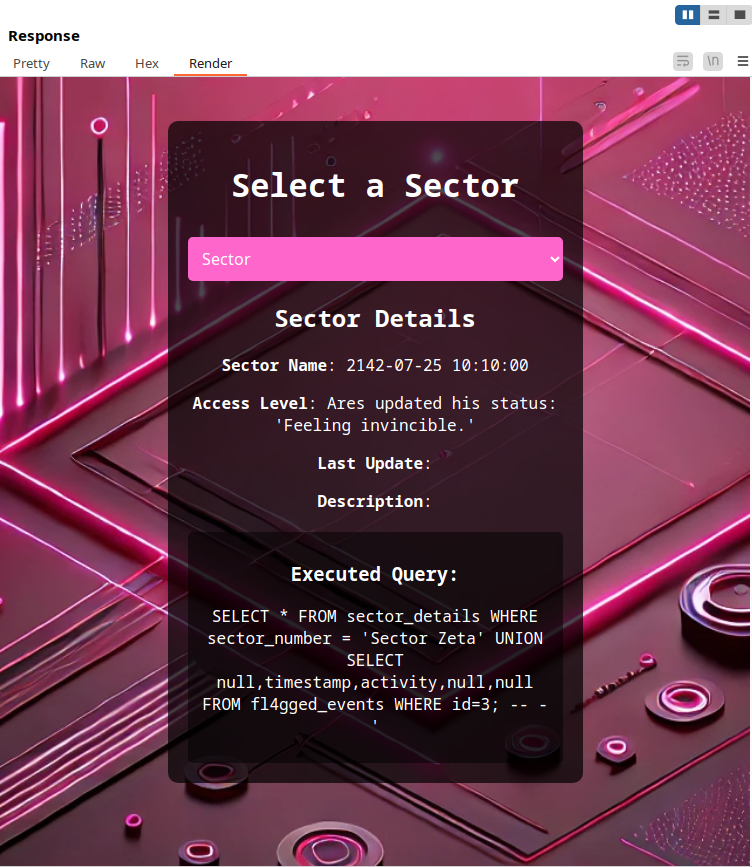 Response
Pretty Raw Hex Render \n
Select a Sector
Sector
Sector Details
Sector Name: 2142-07-25 10:10:00
Access Level: Ares updated his status:
'Feeling invincible.'
Last Update:
Description:
Executed Query:
SELECT * FROM sector_details WHERE
sector_number = 'Sector Zeta' UNION
SELECT
null,timestamp,activity,null,null
FROM fl4gged_events WHERE id=3; -- -
'